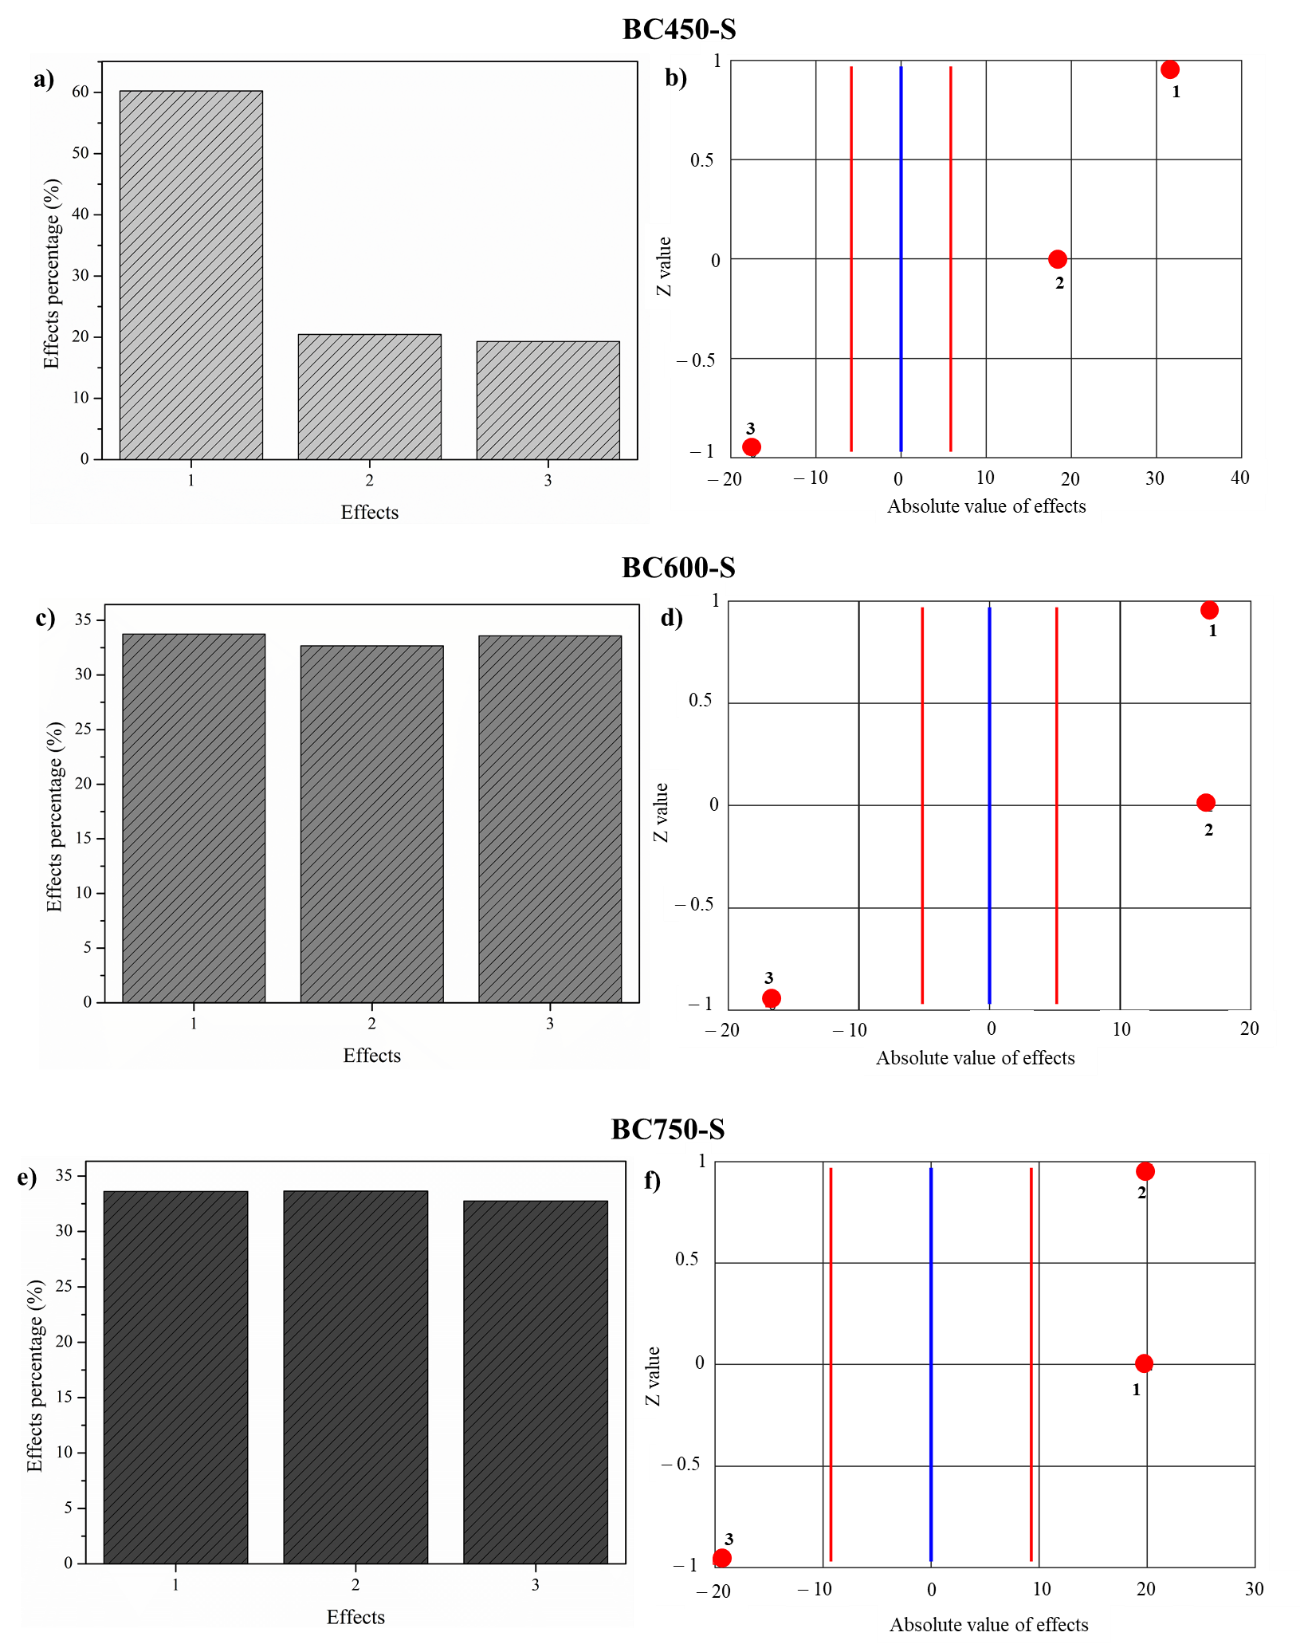 BC450-S
a)
60
50
40
30
20
10
0
Effects percentage (%)
1 2 3
Effects
b)
1
0.5
0
– 0.5
– 1
Z value
1
2
3
– 20 – 10 0 10 20 30 40
Absolute value of effects
BC600-S
c)
35
30
25
20
15
10
5
0
Effects percentage (%)
1 2 3
Effects
d)
1
0.5
0
– 0.5
– 1
Z value
1
2
3
– 20 – 10 0 10 20
Absolute value of effects
BC750-S
e)
35
30
25
20
15
10
5
0
Effects percentage (%)
1 2 3
Effects
f)
1
0.5
0
– 0.5
– 1
Z value
2
1
3
– 20 – 10 0 10 20 30
Absolute value of effects